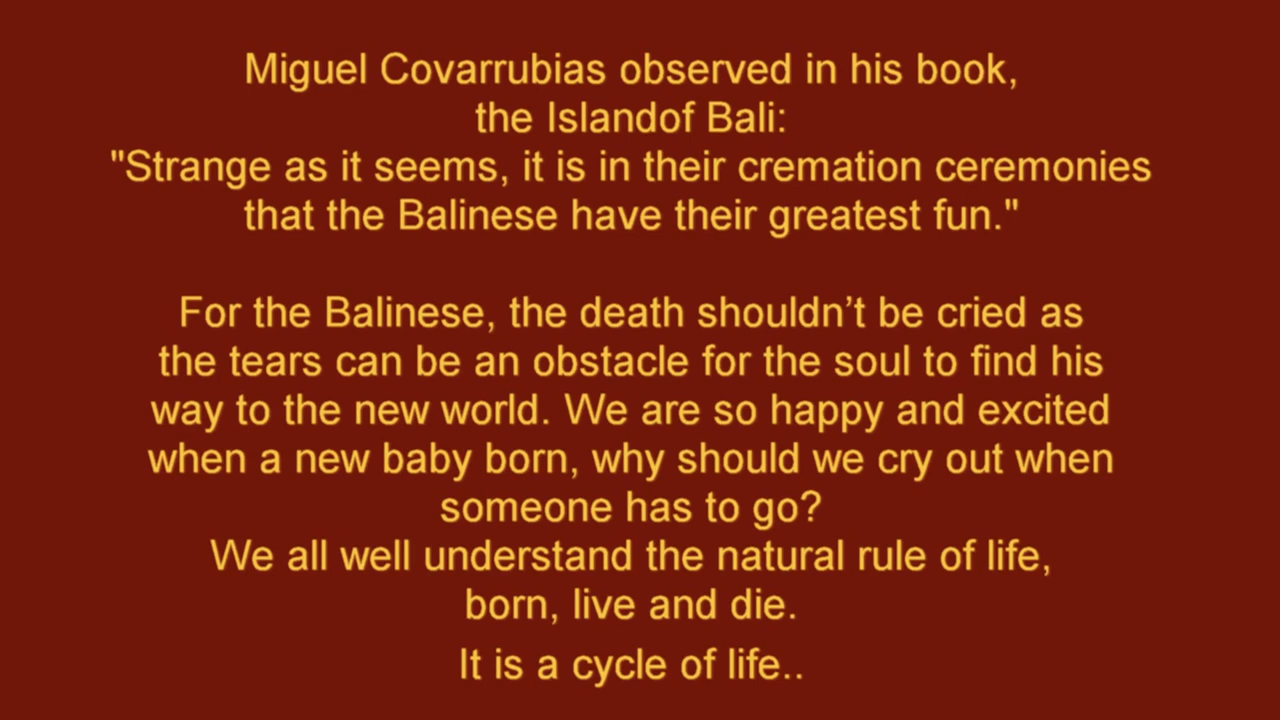 Miguel Covarrubias observed in his book,
the Islandof Bali:
"Strange as it seems, it is in their cremation ceremonies
that the Balinese have their greatest fun."
For the Balinese, the death shouldn’t be cried as
the tears can be an obstacle for the soul to find his
way to the new world. We are so happy and excited
when a new baby born, why should we cry out when
someone has to go?
We all well understand the natural rule of life,
born, live and die.
It is a cycle of life..